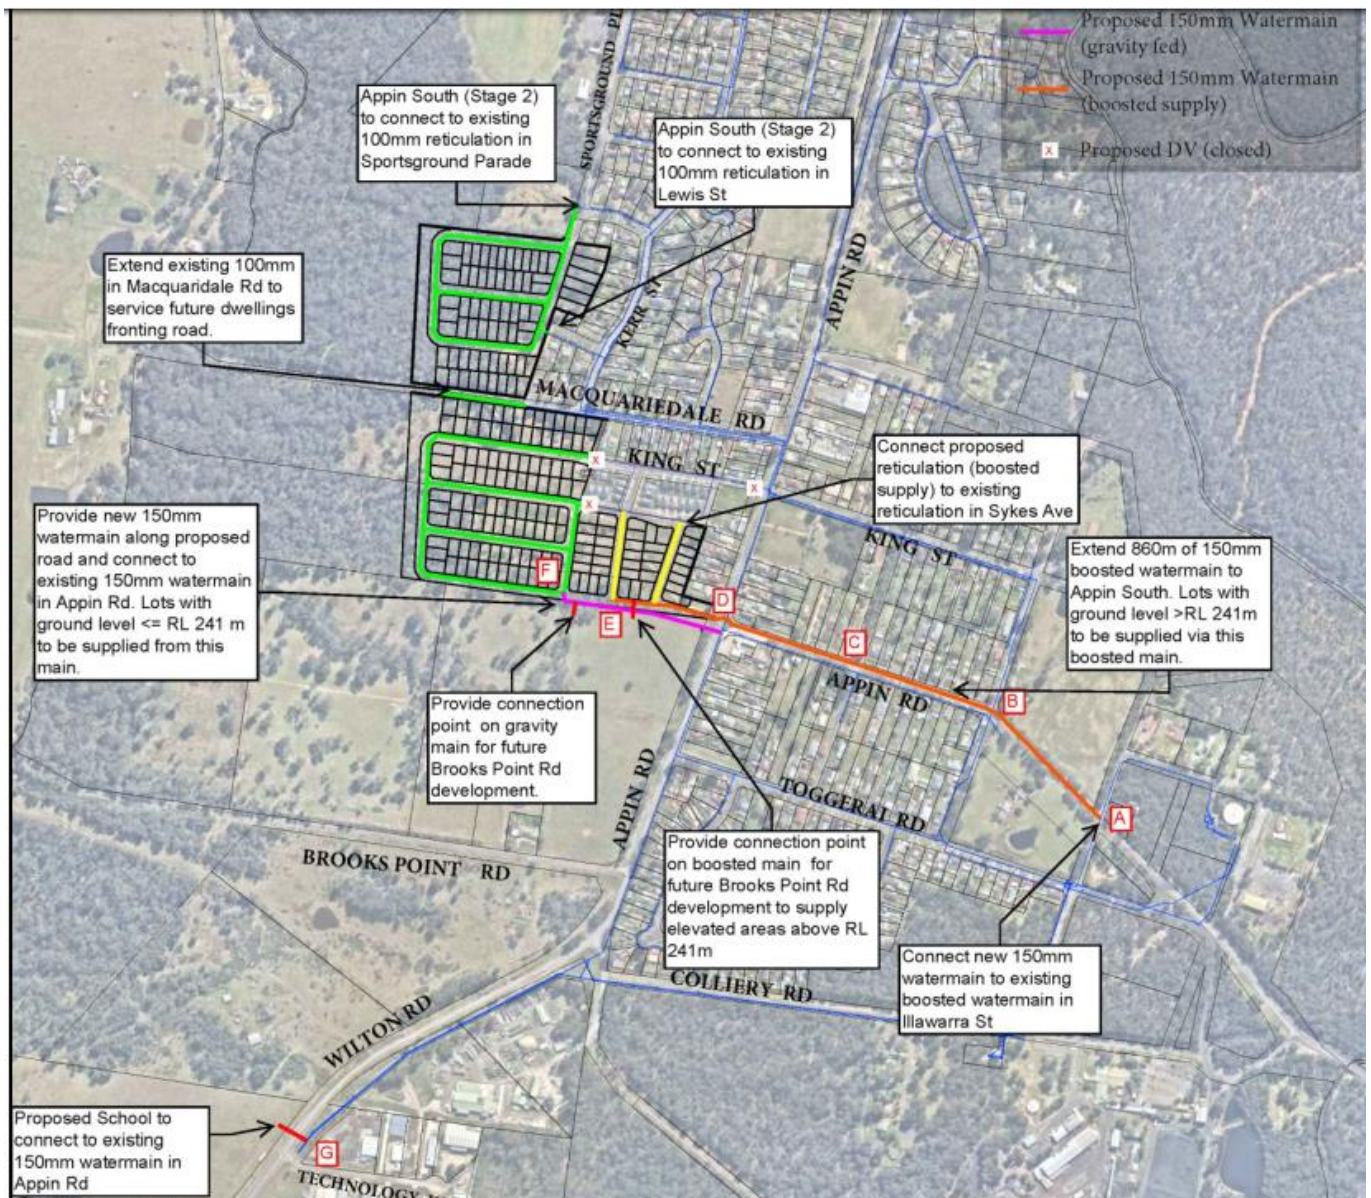 Proposed 150mm Watermain
(gravity fed)
Proposed 150mm Watermain
(boosted supply)
x Proposed DV (closed)
Appin South (Stage 2)
to connect to existing
100mm reticulation in
Sportsground Parade
SPORTSGROUND
Appin South (Stage 2)
to connect to existing
100mm reticulation in
Lewis St
APPIN RD
Extend existing 100mm
in Macquaridale Rd to
service future dwellings
fronting road.
KERR ST
MACQUARIEDALE RD
Connect proposed
reticulation (boosted
supply) to existing
reticulation in Sykes Ave
KING ST
x
x
x
Provide new 150mm
watermain along proposed
road and connect to
existing 150mm watermain
in Appin Rd. Lots with
ground level <= RL 241 m
to be supplied from this
main.
KING ST
Extend 860m of 150mm
boosted watermain to
Appin South. Lots with
ground level >RL 241m
to be supplied via this
boosted main.
F
D
E
C
APPIN RD
B
Provide connection
point on gravity
main for future
Brooks Point Rd
development.
APPIN RD
TOGGERAI RD
A
BROOKS POINT RD
Provide connection point
on boosted main for
future Brooks Point Rd
development to supply
elevated areas above RL
241m
Connect new 150mm
watermain to existing
boosted watermain in
Illawarra St
COLLIERY RD
WILTON RD
Proposed School to
connect to existing
150mm watermain in
Appin Rd
G
TECHNOLOGY